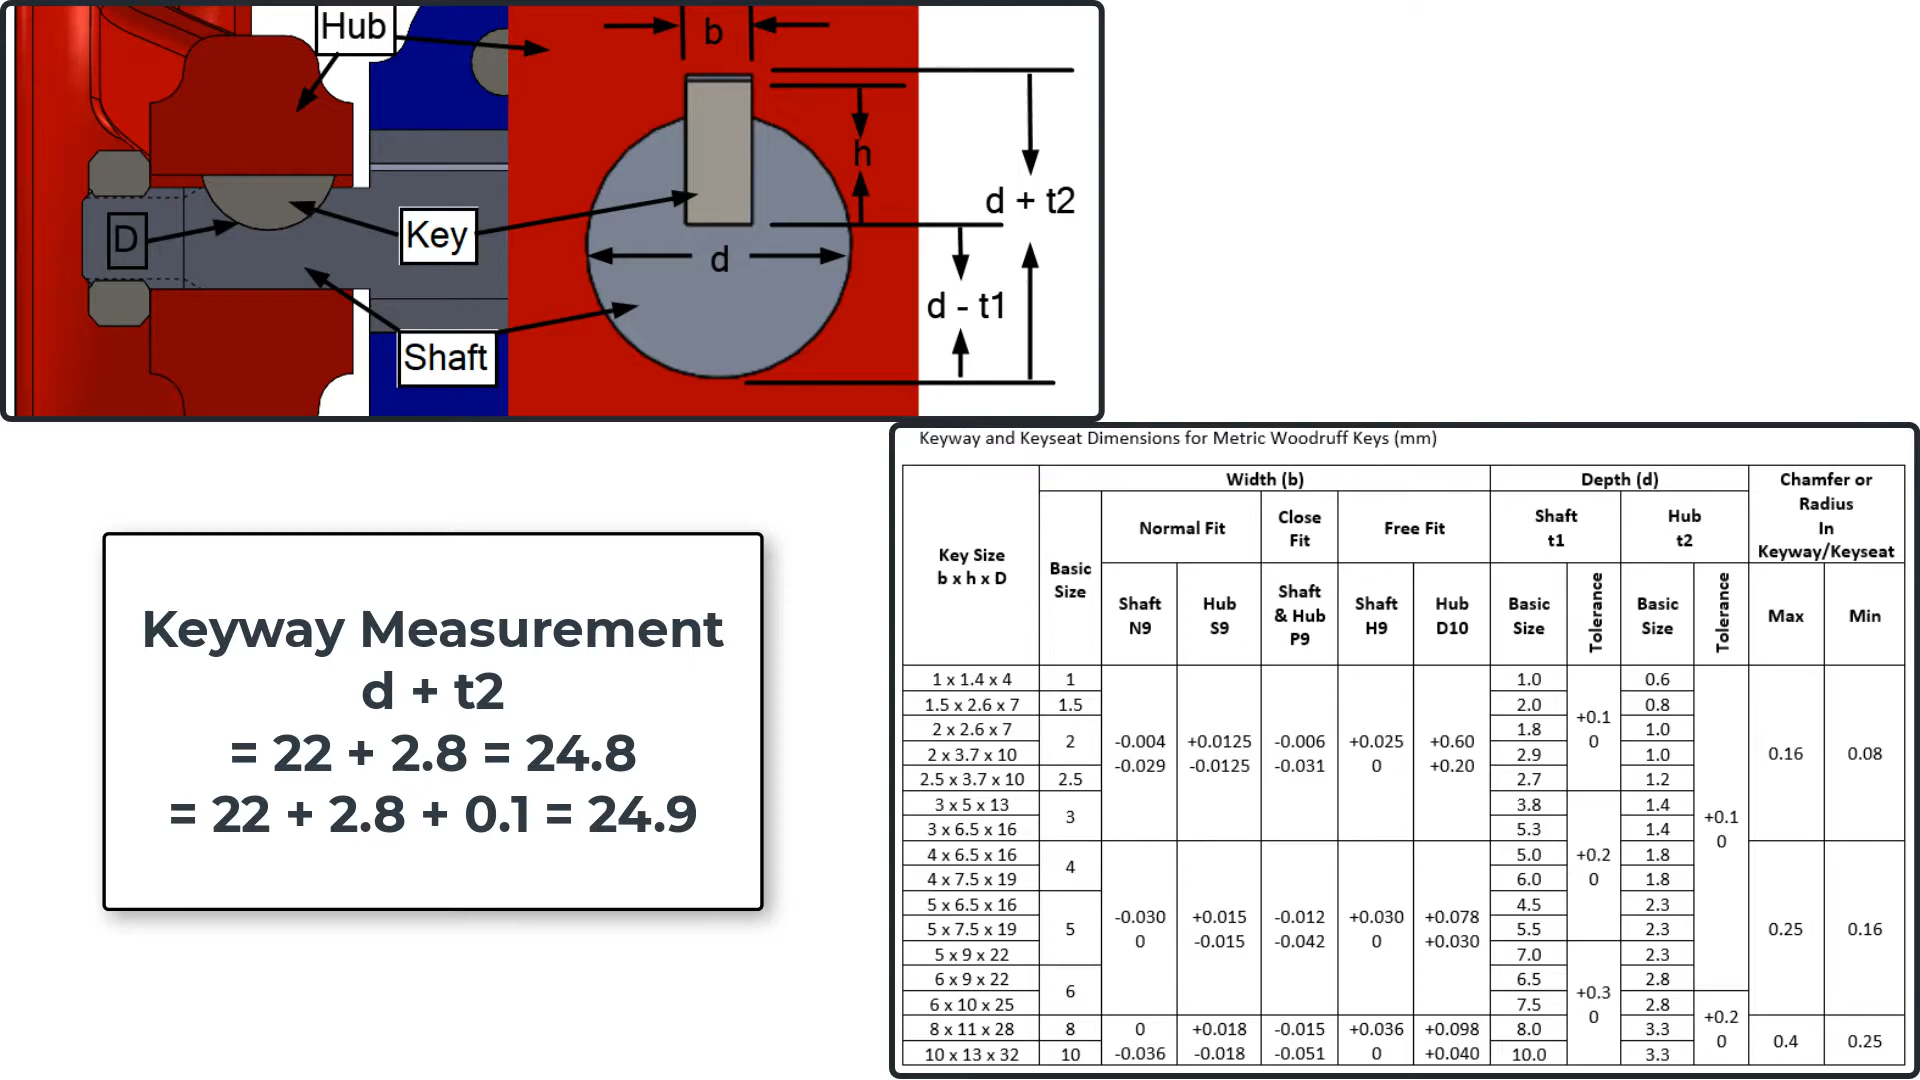 Hub
D
Key
Shaft
b
h
d
d + t2
d - t1
Keyway Measurement
d + t2
= 22 + 2.8 = 24.8
= 22 + 2.8 + 0.1 = 24.9
Keyway and Keyseat Dimensions for Metric Woodruff Keys (mm)
Key Size
b x h x D
Width (b)
Depth (d)
Chamfer or
Radius
In
Keyway/Keyseat
Basic
Size
Normal Fit
Close
Fit
Free Fit
Shaft
t1
Hub
t2
Shaft
N9
Hub
S9
Shaft
& Hub
P9
Shaft
H9
Hub
D10
Basic
Size
Tolerance
Basic
Size
Tolerance
Max
Min
1 x 1.4 x 4 1 1.0 0.6
1.5 x 2.6 x 7 1.5 2.0 0.8
2 x 2.6 x 7 1.8 1.0
2 x 3.7 x 10 2.9 1.0
2
2.5 x 3.7 x 10 2.5 2.7 1.2
3 x 5 x 13 3.8 1.4
3 x 6.5 x 16 5.3 1.4
3
-0.004 +0.0125 -0.006 +0.025 +0.60
-0.029 -0.0125 -0.031 0 +0.20
+0.1
0
0.16 0.08
4 x 6.5 x 16 5.0 1.8
4 x 7.5 x 19 6.0 1.8
4
+0.2
0
+0.1
0
5 x 6.5 x 16 4.5 2.3
5 x 7.5 x 19 5.5 2.3
5 x 9 x 22 7.0 2.3
5
-0.030 +0.015 -0.012 +0.030 +0.078
0 -0.015 -0.042 0 +0.030
0.25 0.16
6 x 9 x 22 6.5 2.8
6 x 10 x 25 7.5 2.8
6
+0.3
0
8 x 11 x 28 8 0 +0.018 -0.015 +0.036 +0.098 8.0 3.3
10 x 13 x 32 10 -0.036 -0.018 -0.051 0 +0.040 10.0 3.3
+0.2
0
0.4 0.25